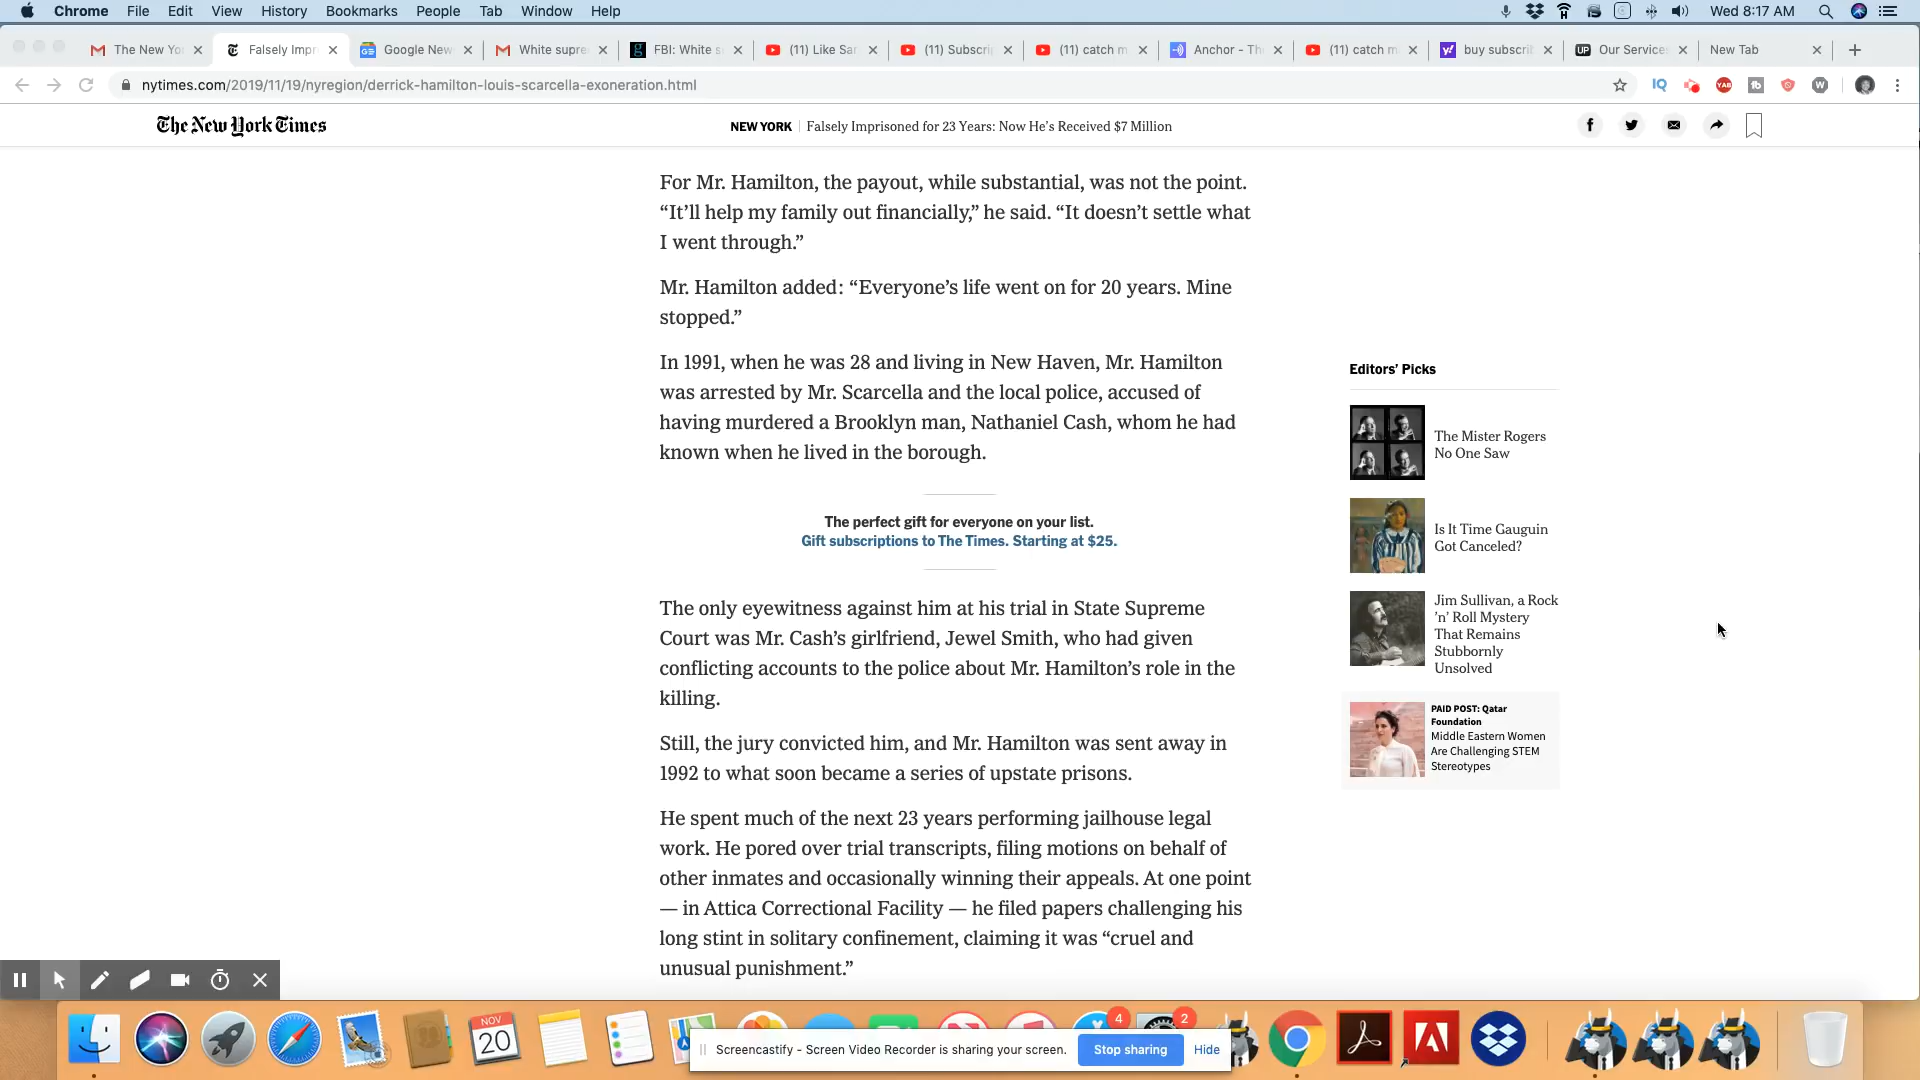 Chrome File Edit View History Bookmarks People Tab Window Help Wed 8:17 AM
The New Yo Falsely Impr Google New White supre FBI: White s (11) Like Sa (11) Subscri (11) catch m Anchor - Th (11) catch m buy subscri Our Service New Tab
nytimes.com/2019/11/19/nyregion/derrick-hamilton-louis-scarcella-exoneration.html
The New York Times NEW YORK Falsely Imprisoned for 23 Years: Now He's Received $7 Million
For Mr. Hamilton, the payout, while substantial, was not the point.
“It’ll help my family out financially,” he said. “It doesn’t settle what
I went through.”
Mr. Hamilton added: “Everyone’s life went on for 20 years. Mine
stopped.”
In 1991, when he was 28 and living in New Haven, Mr. Hamilton
was arrested by Mr. Scarcella and the local police, accused of
having murdered a Brooklyn man, Nathaniel Cash, whom he had
known when he lived in the borough.
The perfect gift for everyone on your list.
Gift subscriptions to The Times. Starting at $25.
The only eyewitness against him at his trial in State Supreme
Court was Mr. Cash’s girlfriend, Jewel Smith, who had given
conflicting accounts to the police about Mr. Hamilton’s role in the
killing.
Still, the jury convicted him, and Mr. Hamilton was sent away in
1992 to what soon became a series of upstate prisons.
He spent much of the next 23 years performing jailhouse legal
work. He pored over trial transcripts, filing motions on behalf of
other inmates and occasionally winning their appeals. At one point
— in Attica Correctional Facility — he filed papers challenging his
long stint in solitary confinement, claiming it was “cruel and
unusual punishment.”
Editors’ Picks
The Mister Rogers
No One Saw
Is It Time Gauguin
Got Canceled?
Jim Sullivan, a Rock
’n’ Roll Mystery
That Remains
Stubbornly
Unsolved
PAID POST: Qatar
Foundation
Middle Eastern Women
Are Challenging STEM
Stereotypes
NOV
20
4
2
Screencastify - Screen Video Recorder is sharing your screen. Stop sharing Hide